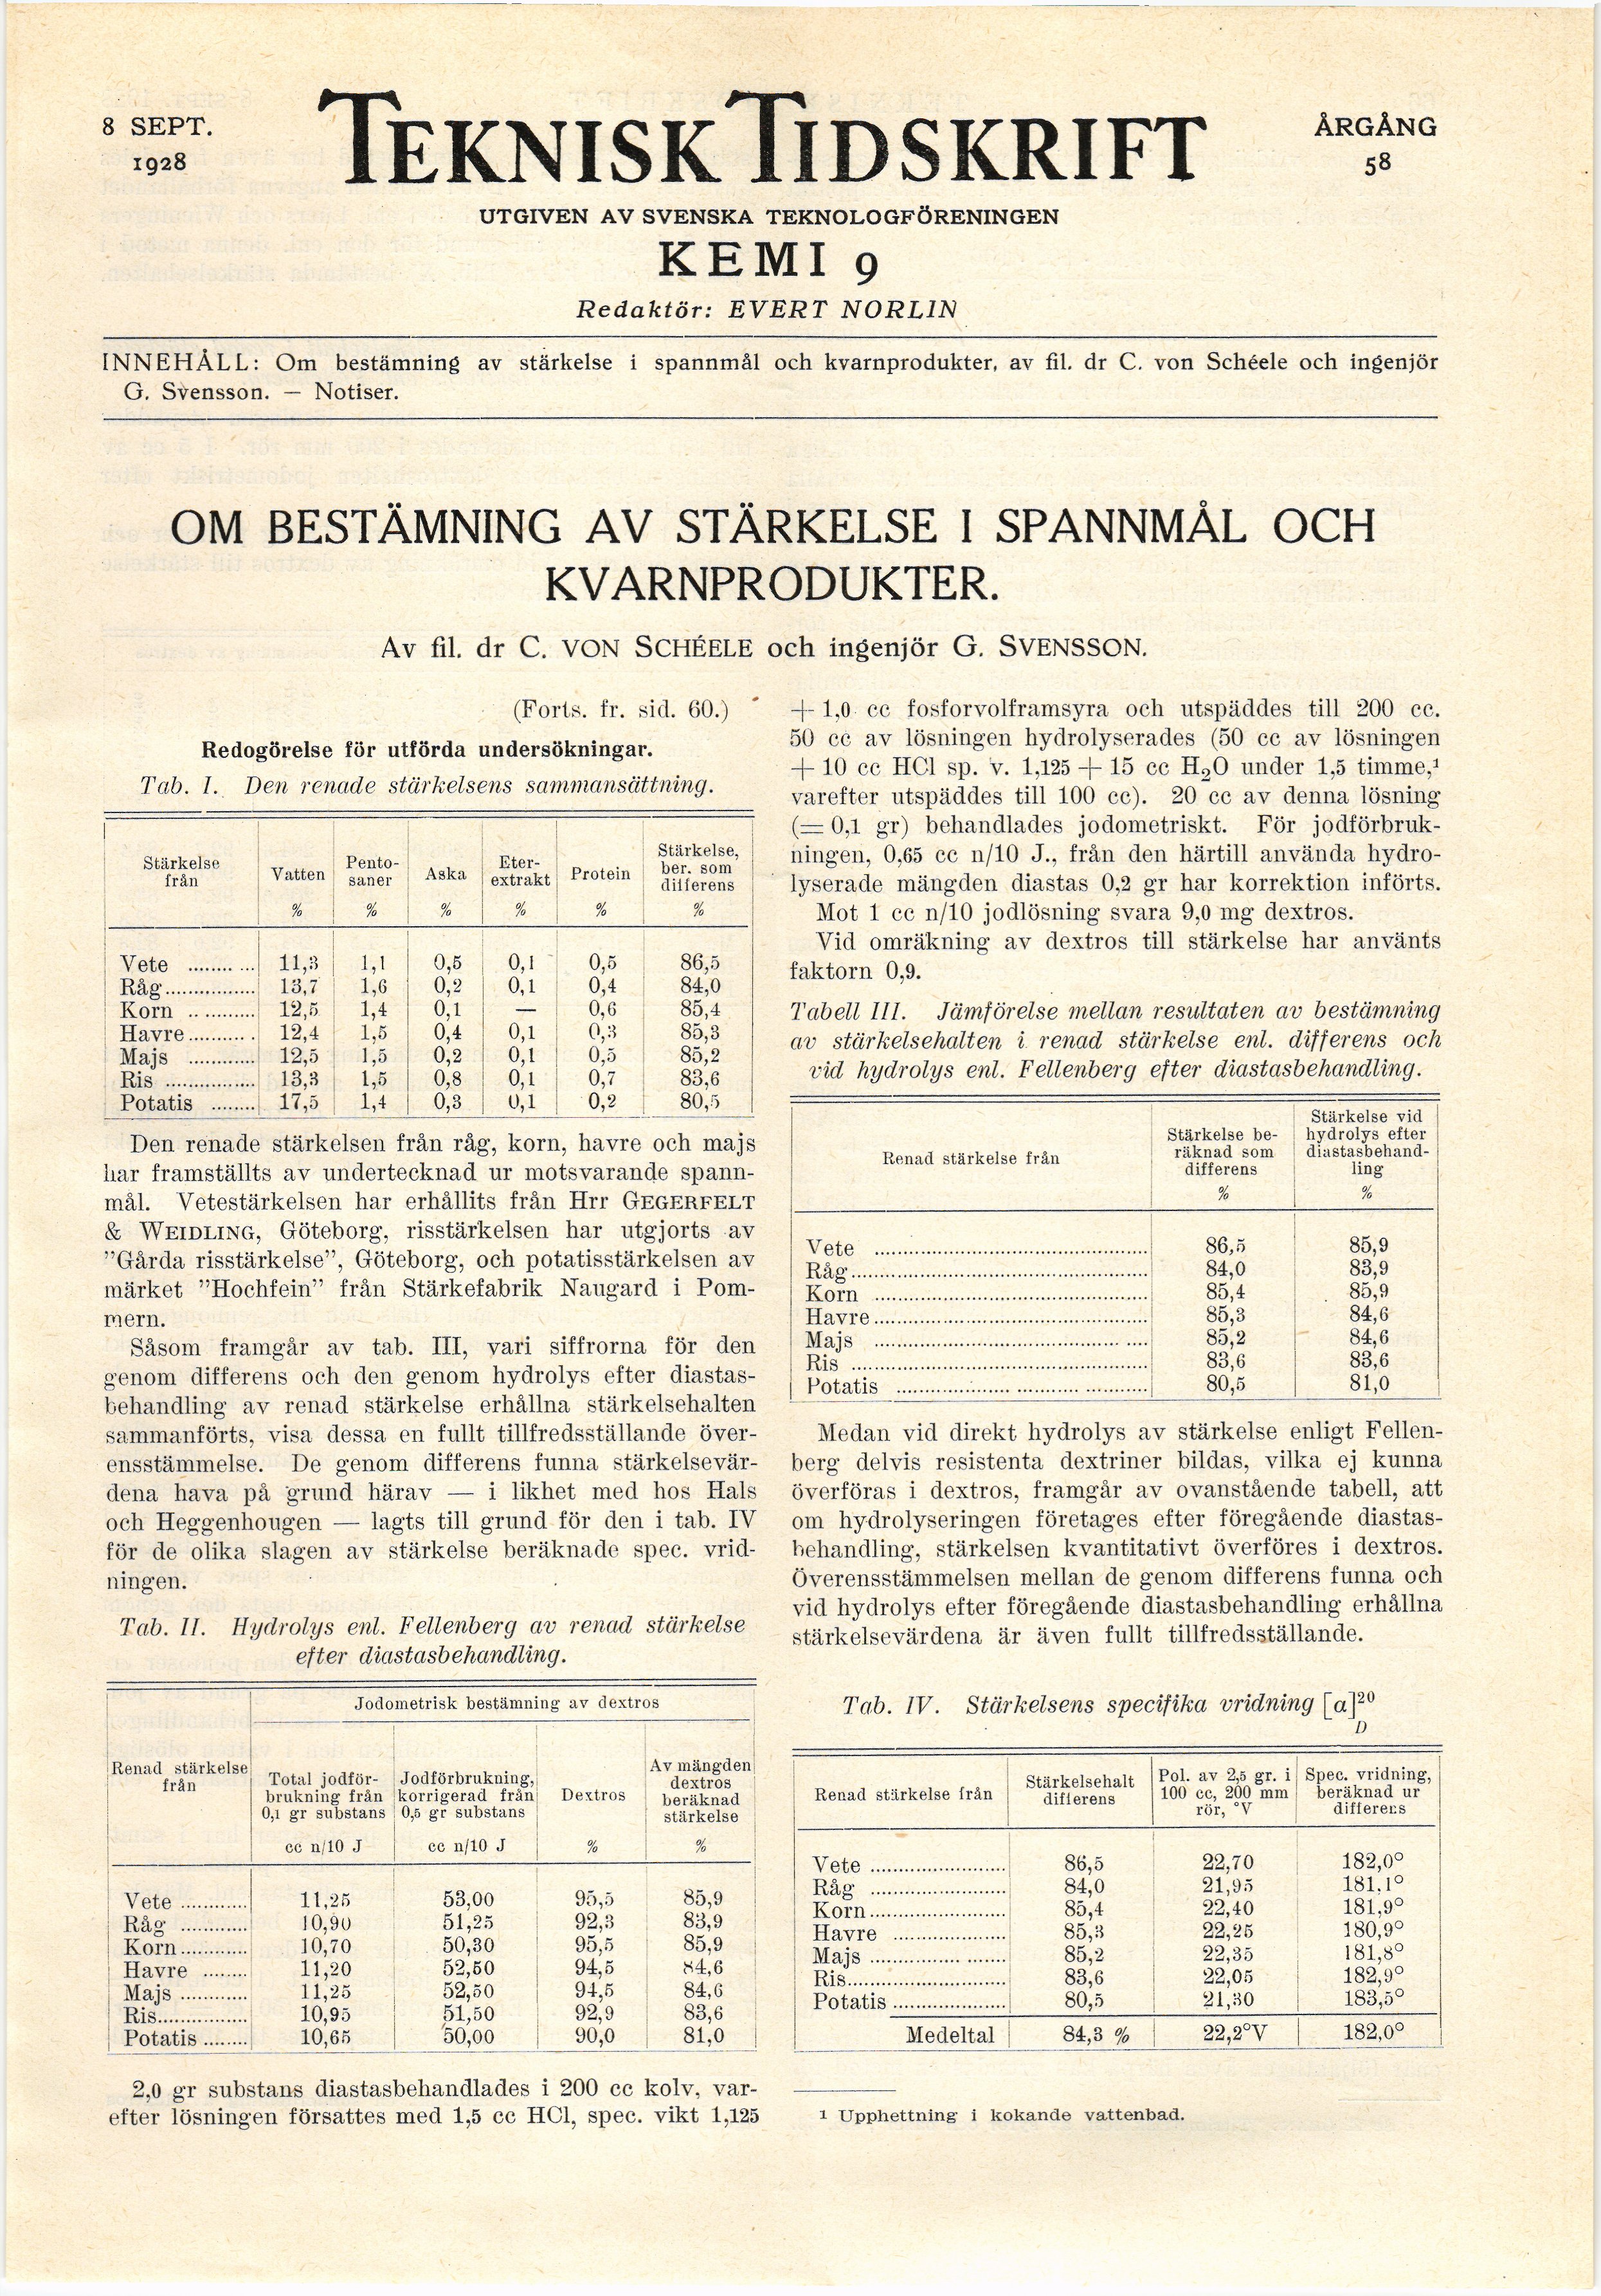 8 SEPT.
1928
TEKNISK TIDSKRIFT
ÅRGÅNG
58
UTGIVEN AV SVENSKA TEKNOLOGFÖRENINGEN
KEMI 9
Redaktör: EVERT NORLIN
INNEHÅLL: Om bestämning av stärkelse i spannmål och kvarnprodukter, av fil. dr C. von Schéele och ingenjör
G. Svensson. — Notiser.
OM BESTÄMNING AV STÄRKELSE I SPANNMÅL OCH
KVARNPRODUKTER.
Av fil. dr C. VON SCHÉELE och ingenjör G. SVENSSON.
(Forts. fr. sid. 60.)
Redogörelse för utförda undersökningar.
Tab. I. Den renade stärkelsens sammansättning.
Stärkelse från | Vatten % | Pento-saner % | Aska % | Eter-extrakt % | Protein % | Stärkelse, ber. som differens %
Vete ........... 11,3 1,1 0,5 0,1 0,5 86,5
Råg................ 13,7 1,6 0,2 0,1 0,4 84,0
Korn ............ 12,5 1,4 0,1 — 0,6 85,4
Havre........... 12,4 1,5 0,4 0,1 0,3 85,3
Majs ............ 12,5 1,5 0,2 0,1 0,5 85,2
Ris ................ 13,3 1,5 0,8 0,1 0,7 83,6
Potatis ........ 17,5 1,4 0,3 0,1 0,2 80,5
Den renade stärkelsen från råg, korn, havre och majs
har framställts av undertecknad ur motsvarande spann-
mål. Vetestärkelsen har erhållits från Hrr GEGERFELT
& WEIDLING, Göteborg, risstärkelsen har utgjorts av
”Gårda risstärkelse”, Göteborg, och potatisstärkelsen av
märket ”Hochfein” från Stärkefabrik Naugard i Pom-
mern.
Såsom framgår av tab. III, vari siffrorna för den
genom differens och den genom hydrolys efter diastas-
behandling av renad stärkelse erhållna stärkelsehalten
sammanförts, visa dessa en fullt tillfredsställande över-
ensstämmelse. De genom differens funna stärkelsevär-
dena hava på grund härav — i likhet med hos Hals
och Heggenhougen — lagts till grund för den i tab. IV
för de olika slagen av stärkelse beräknade spec. vrid-
ningen.
Tab. II. Hydrolys enl. Fellenberg av renad stärkelse
efter diastasbehandling.
Jodometrisk bestämning av dextros
Renad stärkelse från | Total jodför-brukning från 0,1 gr substans cc n/10 J | Jodförbrukning, korrigerad från 0,5 gr substans cc n/10 J | Dextros % | Av mängden dextros beräknad stärkelse %
Vete ............ 11,25 53,00 95,5 85,9
Råg ............ 10,90 51,25 92,3 83,9
Korn............ 10,70 50,30 95,5 85,9
Havre ........ 11,20 52,50 94,5 84,6
Majs ............ 11,25 52,50 94,5 84,6
Ris................ 10,95 51,50 92,9 83,6
Potatis ........ 10,65 50,00 90,0 81,0
2,0 gr substans diastasbehandlades i 200 cc kolv, var-
efter lösningen försattes med 1,5 cc HCl, spec. vikt 1,125
+ 1,0 cc fosforvolframsyra och utspäddes till 200 cc.
50 cc av lösningen hydrolyserades (50 cc av lösningen
+ 10 cc HCl sp. v. 1,125 + 15 cc H₂O under 1,5 timme,¹
varefter utspäddes till 100 cc). 20 cc av denna lösning
(= 0,1 gr) behandlades jodometriskt. För jodförbruk-
ningen, 0,65 cc n/10 J., från den härtill använda hydro-
lyserade mängden diastas 0,2 gr har korrektion införts.
Mot 1 cc n/10 jodlösning svara 9,0 mg dextros.
Vid omräkning av dextros till stärkelse har använts
faktorn 0,9.
Tabell III. Jämförelse mellan resultaten av bestämning
av stärkelsehalten i renad stärkelse enl. differens och
vid hydrolys enl. Fellenberg efter diastasbehandling.
Renad stärkelse från | Stärkelse be-räknad som differens % | Stärkelse vid hydrolys efter diastasbehand-ling %
Vete ................ 86,5 85,9
Råg................ 84,0 83,9
Korn ................ 85,4 85,9
Havre................ 85,3 84,6
Majs ................ 85,2 84,6
Ris ................ 83,6 83,6
Potatis ................ 80,5 81,0
Medan vid direkt hydrolys av stärkelse enligt Fellen-
berg delvis resistenta dextriner bildas, vilka ej kunna
överföras i dextros, framgår av ovanstående tabell, att
om hydrolyseringen företages efter föregående diastas-
behandling, stärkelsen kvantitativt överföres i dextros.
Överensstämmelsen mellan de genom differens funna och
vid hydrolys efter föregående diastasbehandling erhållna
stärkelsevärdena är även fullt tillfredsställande.
Tab. IV. Stärkelsens specifika vridning [a]²⁰
D
Renad stärkelse från | Stärkelsehalt differens | Pol. av 2,5 gr. i 100 cc, 200 mm rör, °V | Spec. vridning, beräknad ur differens
Vete ................ 86,5 22,70 182,0°
Råg ................ 84,0 21,95 181,1°
Korn................ 85,4 22,40 181,9°
Havre ................ 85,3 22,25 180,9°
Majs ................ 85,2 22,35 181,8°
Ris................ 83,6 22,05 182,9°
Potatis ................ 80,5 21,30 183,5°
Medeltal 84,3 % 22,2°V 182,0°
1 Upphettning i kokande vattenbad.